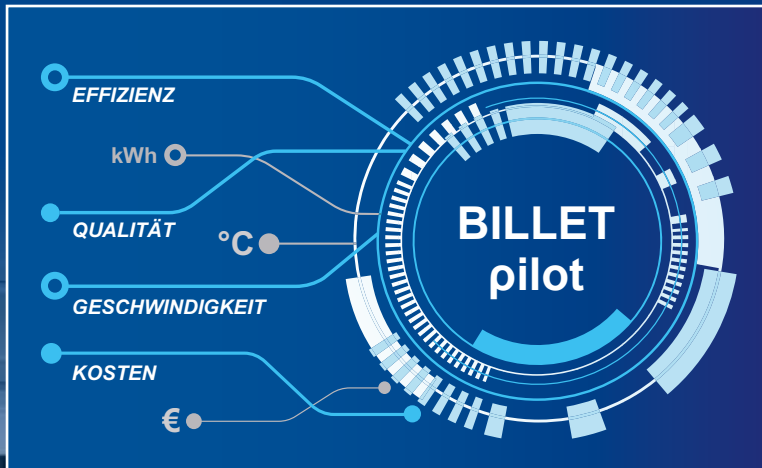 EFFIZIENZ
kWh
QUALITÄT
°C
GESCHWINDIGKEIT
KOSTEN
€
BILLET
pilot